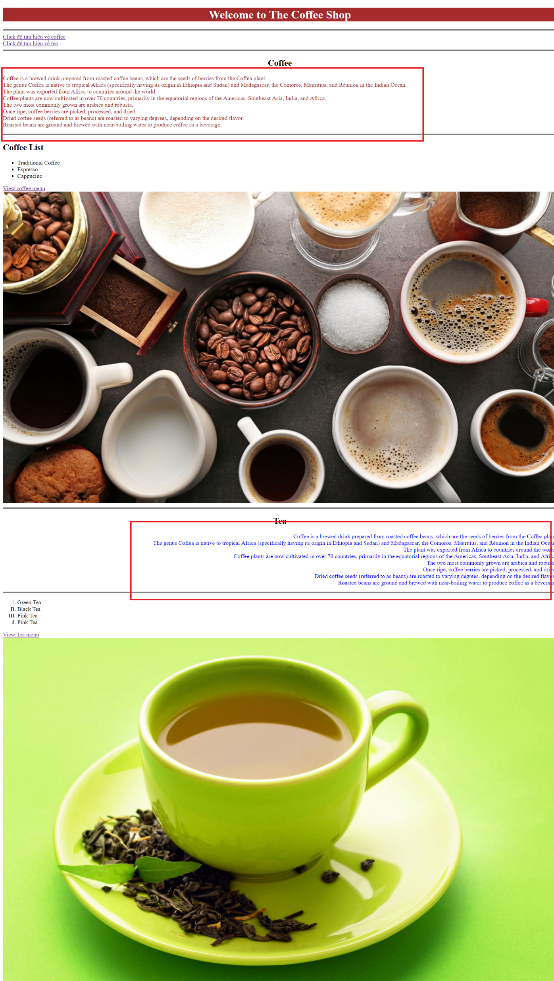 Welcome to The Coffee Shop
Click để tìm hiểu về coffee
Click để tìm hiểu về tea
Coffee
Coffee is a brewed drink prepared from roasted coffee beans, which are the seeds of berries from the Coffea plant.
The genus Coffea is native to tropical Africa (specifically having its origin in Ethiopia and Sudan) and Madagascar, the Comoros, Mauritius, and Réunion in the Indian Ocean.
The plant was exported from Africa to countries around the world.
Coffee plants are now cultivated in over 70 countries, primarily in the equatorial regions of the Americas, Southeast Asia, India, and Africa.
The two most commonly grown are arabica and robusta.
Once ripe, coffee berries are picked, processed, and dried.
Dried coffee seeds (referred to as beans) are roasted to varying degrees, depending on the desired flavor.
Roasted beans are ground and brewed with near-boiling water to produce coffee as a beverage.
Coffee List
Traditional Coffee
Espresso
Cappucino
View coffee menu
Tea
Coffee is a brewed drink prepared from roasted coffee beans, which are the seeds of berries from the Coffea plan
The genus Coffea is native to tropical Africa (specifically having its origin in Ethiopia and Sudan) and Madagascar, the Comoros, Mauritius, and Réunion in the Indian Ocea
The plant was exported from Africa to countries around the worl
Coffee plants are now cultivated in over 70 countries, primarily in the equatorial regions of the Americas, Southeast Asia, India, and Afric
The two most commonly grown are arabica and robust
Once ripe, coffee berries are picked, processed, and drie
Dried coffee seeds (referred to as beans) are roasted to varying degrees, depending on the desired flavo
Roasted beans are ground and brewed with near-boiling water to produce coffee as a beverag
I. Green Tea
II. Black Tea
III. Pink Tea
d. Pink Tea
View Tea menu